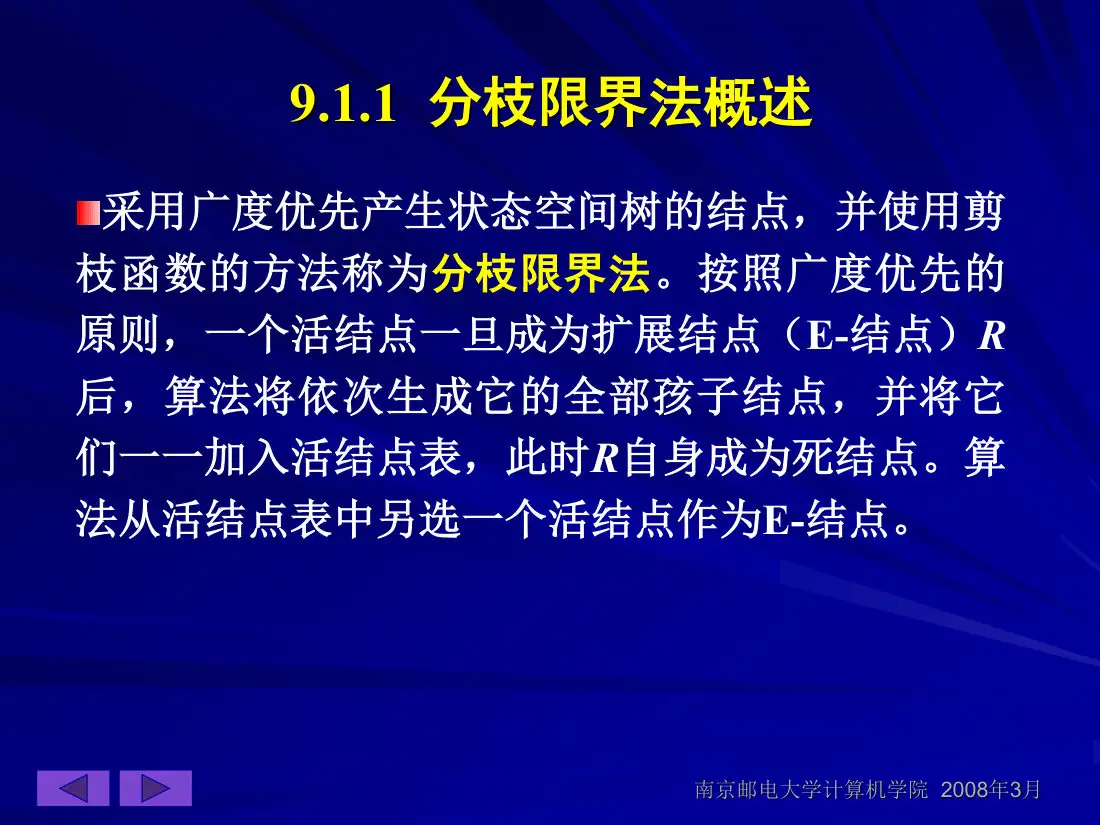 9.1.1 分枝限界法概述
采用广度优先产生状态空间树的结点，并使用剪
枝函数的方法称为分枝限界法。按照广度优先的
原则，一个活结点一旦成为扩展结点（E-结点）R
后，算法将依次生成它的全部孩子结点，并将它
们一一加入活结点表，此时R自身成为死结点。算
法从活结点表中另选一个活结点作为E-结点。
南京邮电大学计算机学院 2008年3月